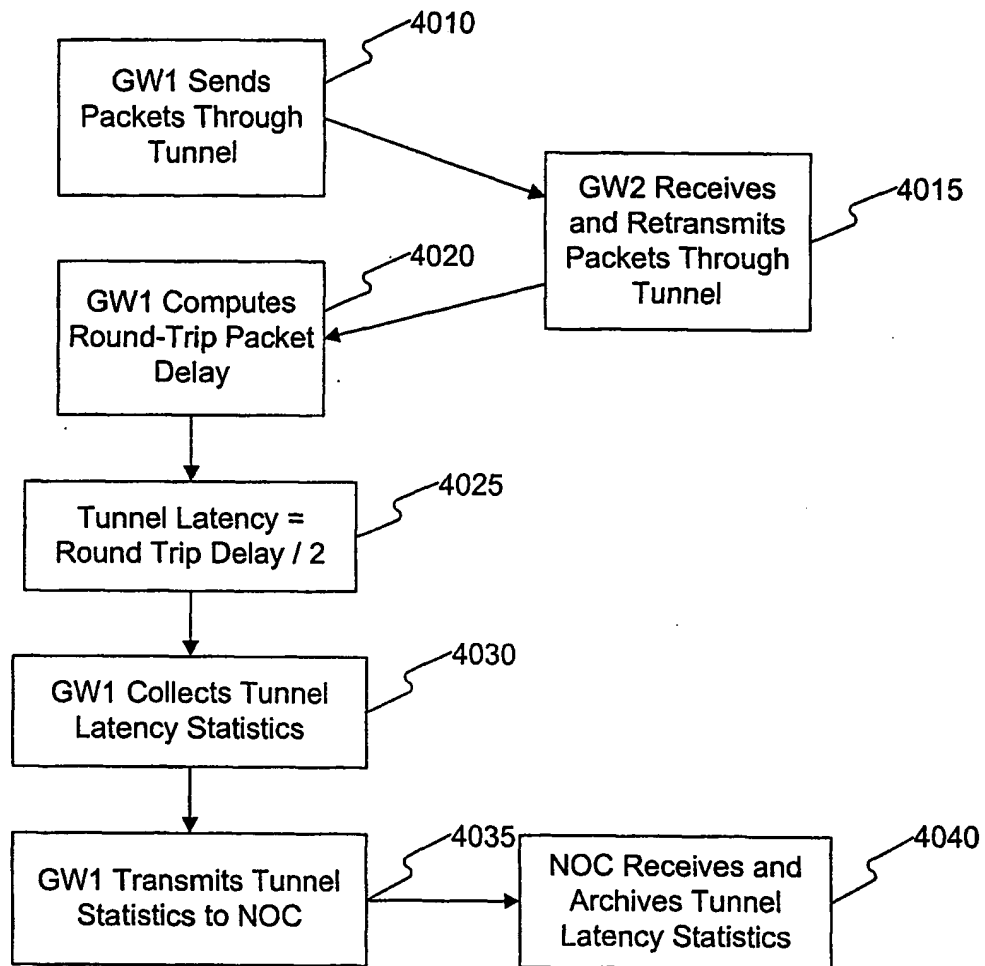 4010
GW1 Sends
Packets Through
Tunnel
GW2 Receives
and Retransmits
Packets Through
Tunnel
4015
4020
GW1 Computes
Round-Trip Packet
Delay
4025
Tunnel Latency =
Round Trip Delay / 2
4030
GW1 Collects Tunnel
Latency Statistics
4035
GW1 Transmits Tunnel
Statistics to NOC
4040
NOC Receives and
Archives Tunnel
Latency Statistics